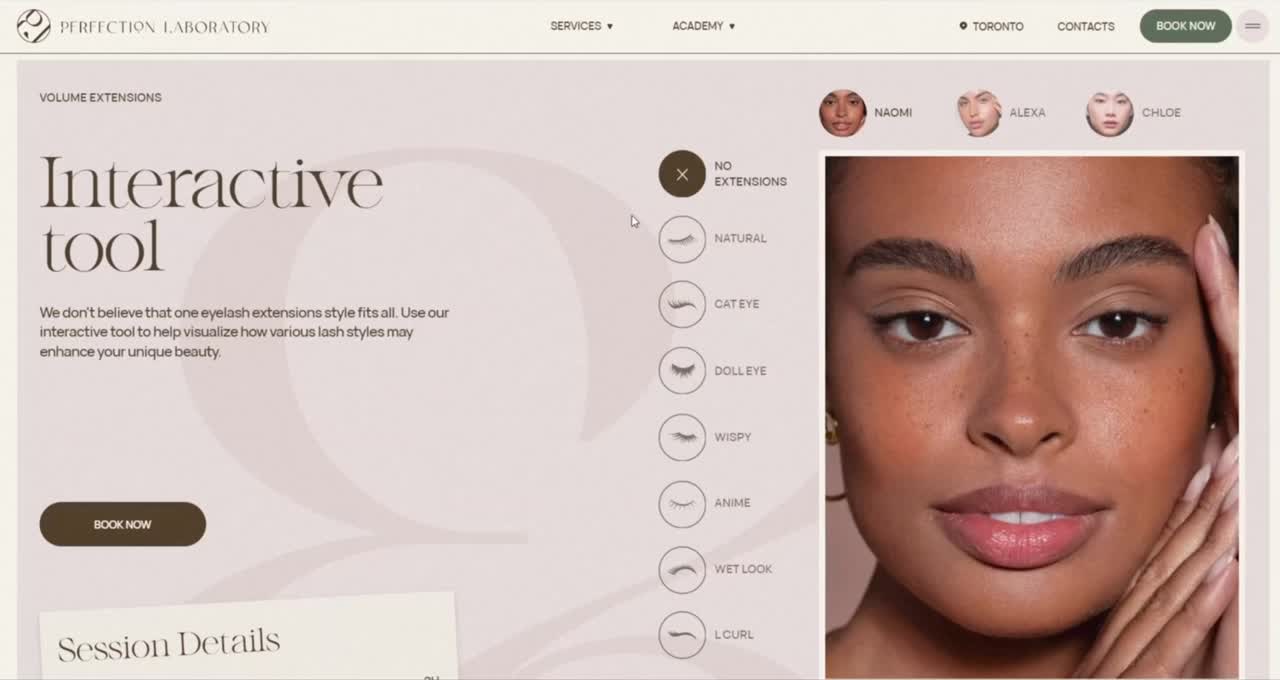 PERFECTION LABORATORY
SERVICES ▼
ACADEMY ▼
TORONTO
CONTACTS
BOOK NOW
VOLUME EXTENSIONS
Interactive
tool
We don't believe that one eyelash extensions style fits all. Use our
interactive tool to help visualize how various lash styles may
enhance your unique beauty.
BOOK NOW
Session Details
NAOMI
ALEXA
CHLOE
NO
EXTENSIONS
NATURAL
CAT EYE
DOLL EYE
WISPY
ANIME
WET LOOK
L CURL